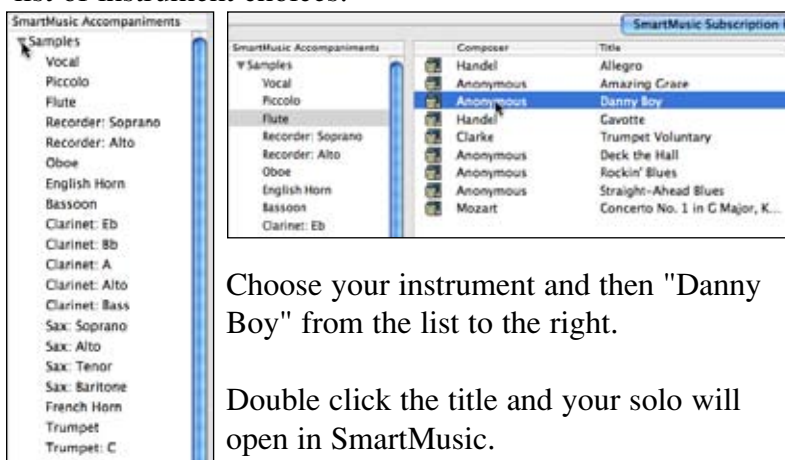 list of instrument choices.
SmartMusic Accompaniments
Samples
Vocal
Piccolo
Flute
Recorder: Soprano
Recorder: Alto
Oboe
English Horn
Bassoon
Clarinet: Eb
Clarinet: Bb
Clarinet: A
Clarinet: Alto
Clarinet: Bass
Sax: Soprano
Sax: Alto
Sax: Tenor
Sax: Baritone
French Horn
Trumpet
Trumpet: C
SmartMusic Subscription
SmartMusic Accompaniments
Samples
Vocal
Piccolo
Flute
Recorder: Soprano
Recorder: Alto
Oboe
English Horn
Bassoon
Clarinet: Eb
Composer Title
Handel Allegro
Anonymous Amazing Grace
Anonymous Danny Boy
Handel Gavotte
Clarke Trumpet Voluntary
Anonymous Deck the Hall
Anonymous Rockin' Blues
Anonymous Straight-Ahead Blues
Mozart Concerto No. 1 in G Major, K...
Choose your instrument and then "Danny
Boy" from the list to the right.
Double click the title and your solo will
open in SmartMusic.